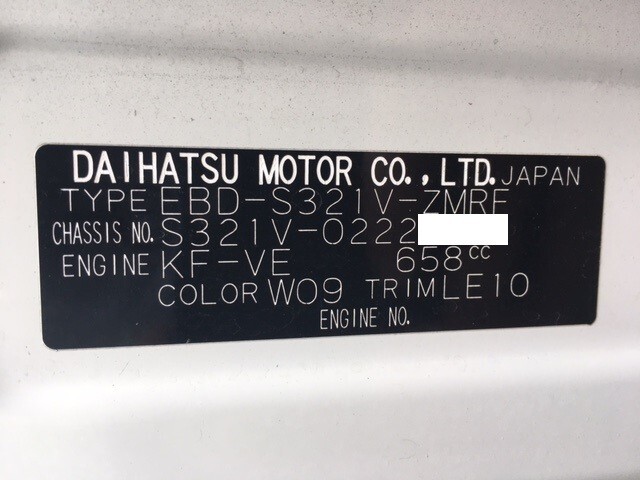 DAIHATSU MOTOR CO., LTD. JAPAN
TYPE EBD-S321V-ZMRF
CHASSIS NO. S321V-0222
ENGINE KF-VE 658cc
COLOR W09 TRIM LE10
ENGINE NO.